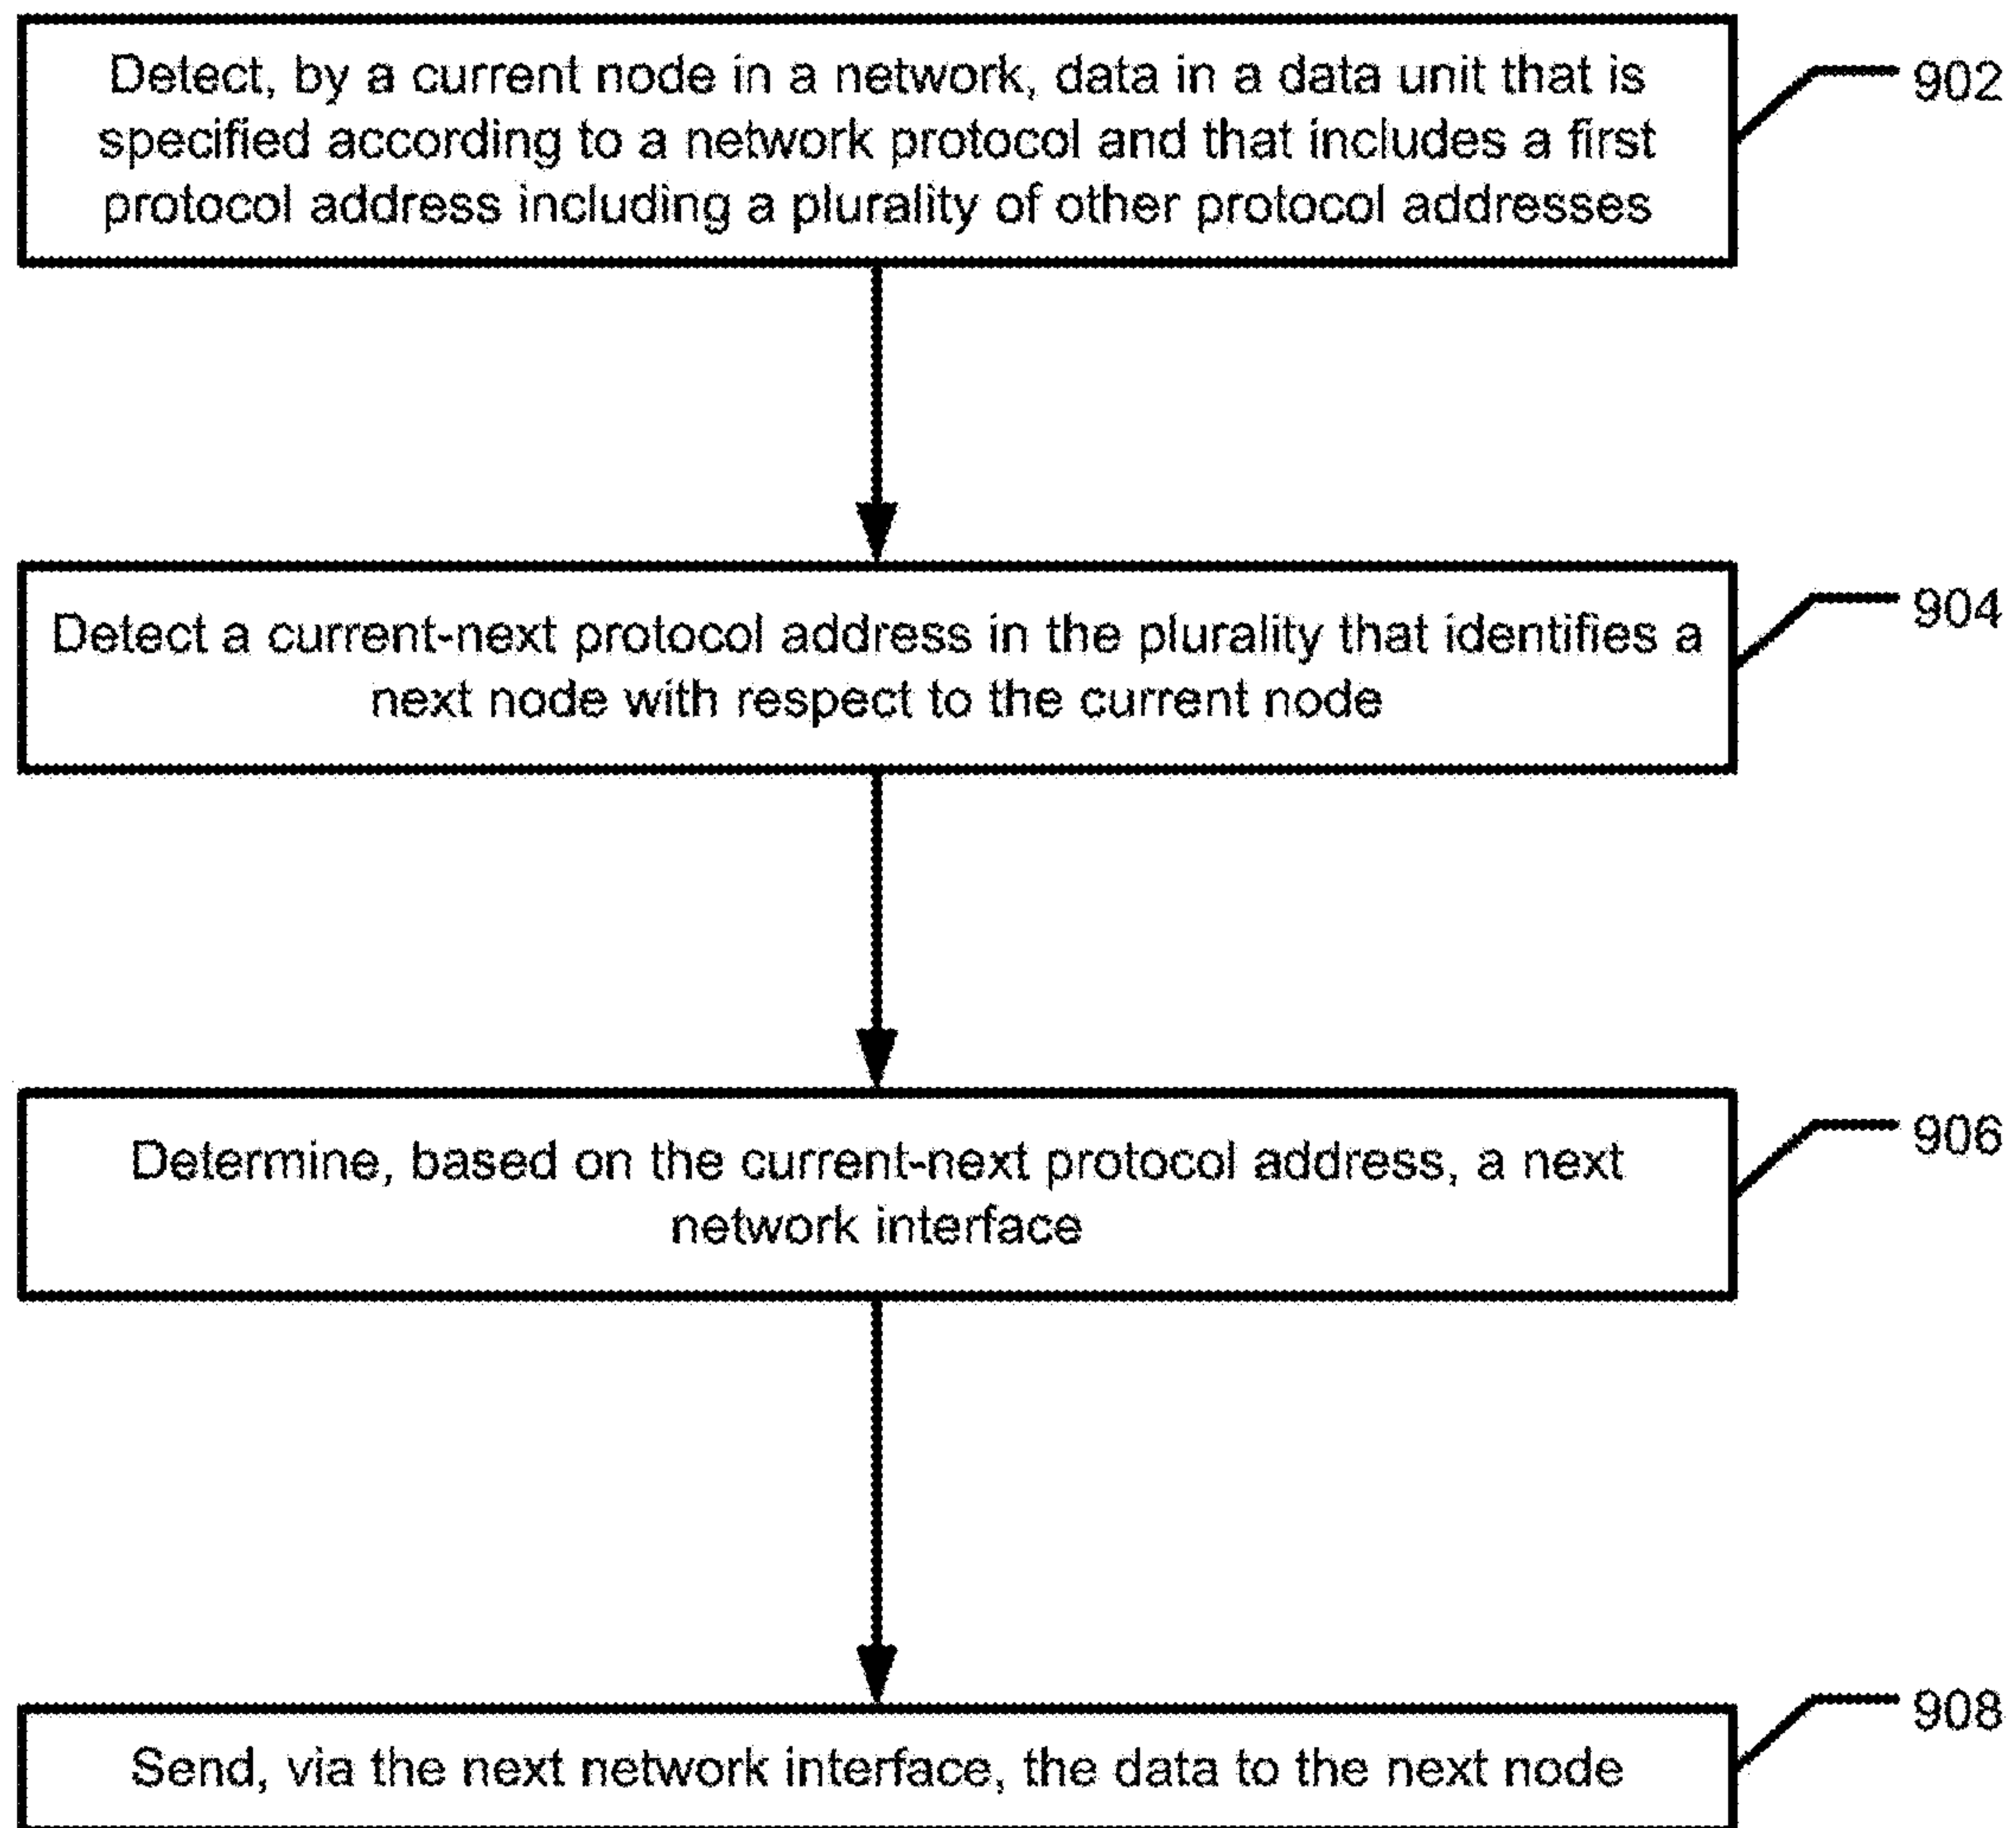 Detect, by a current node in a network, data in a data unit that is
specified according to a network protocol and that includes a first
protocol address including a plurality of other protocol addresses
902
Detect a current-next protocol address in the plurality that identifies a
next node with respect to the current node
904
Determine, based on the current-next protocol address, a next
network interface
906
Send, via the next network interface, the data to the next node
908